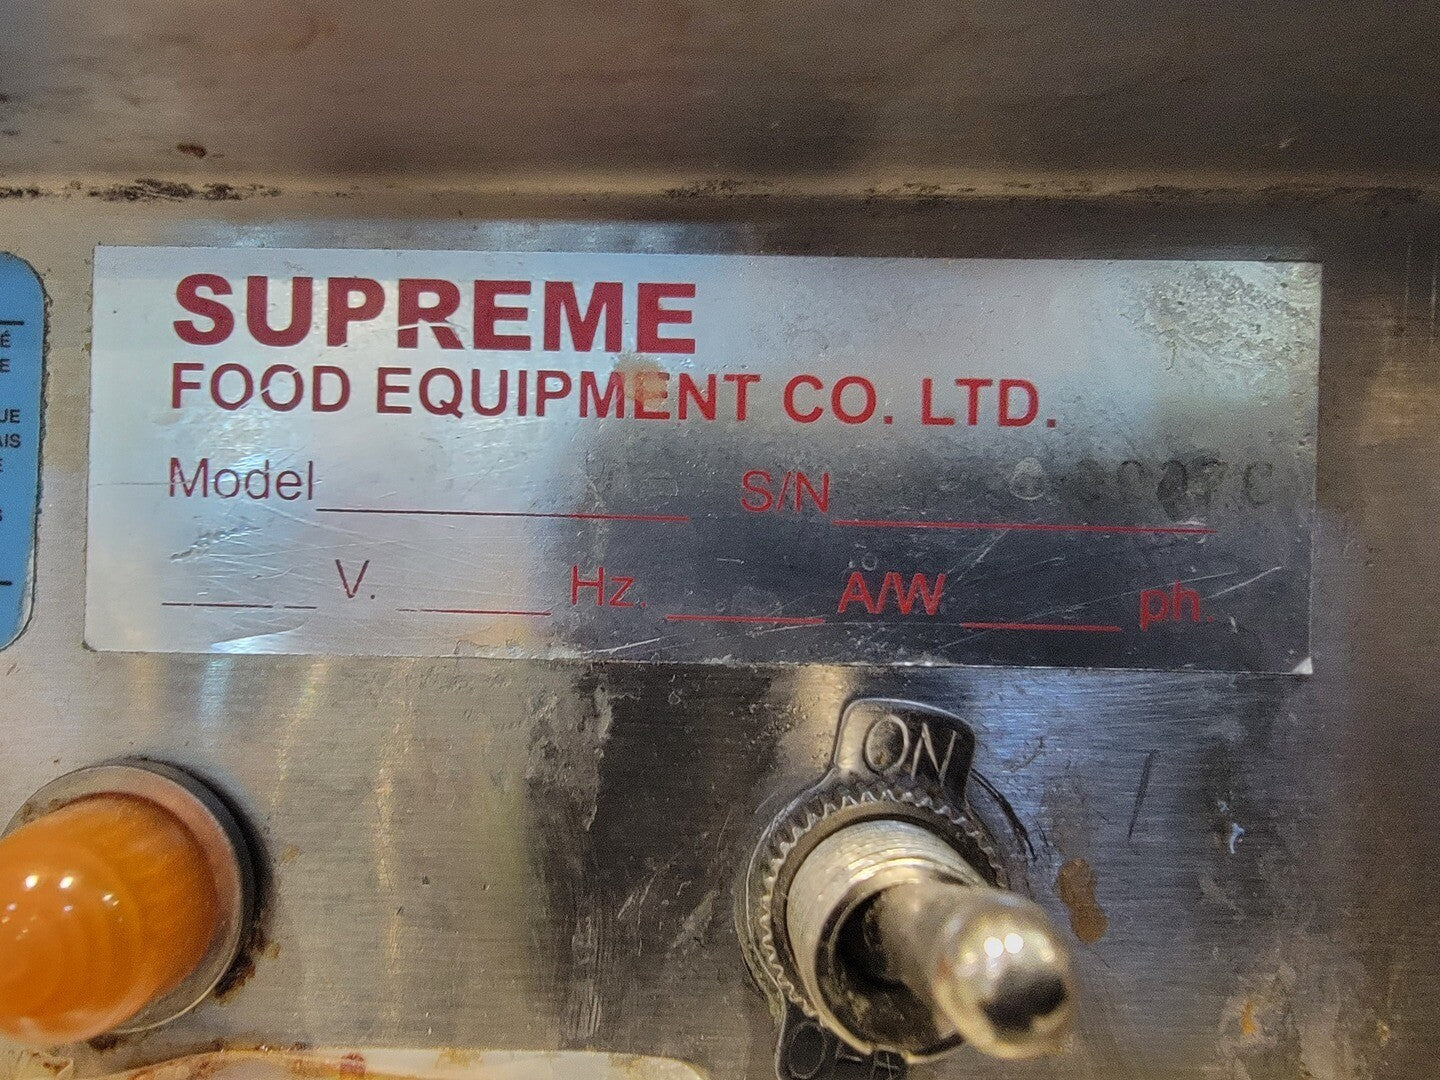 SUPREME
FOOD EQUIPMENT CO. LTD.
Model S/N
V. Hz. A/W ph.
ON